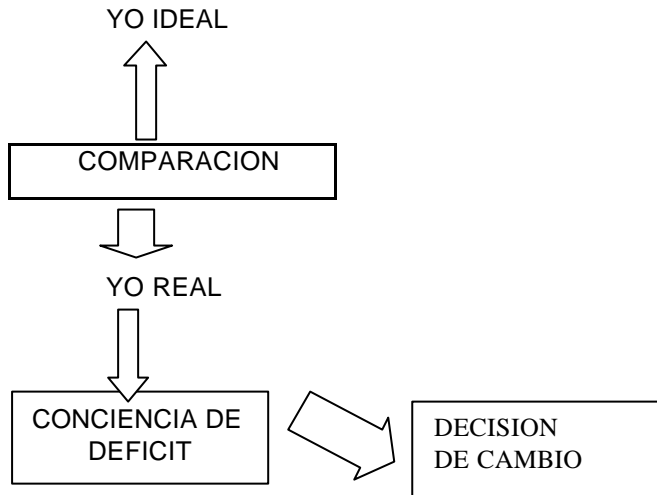 YO IDEAL
COMPARACION
YO REAL
CONCIENCIA DE
DEFICIT
DECISION
DE CAMBIO